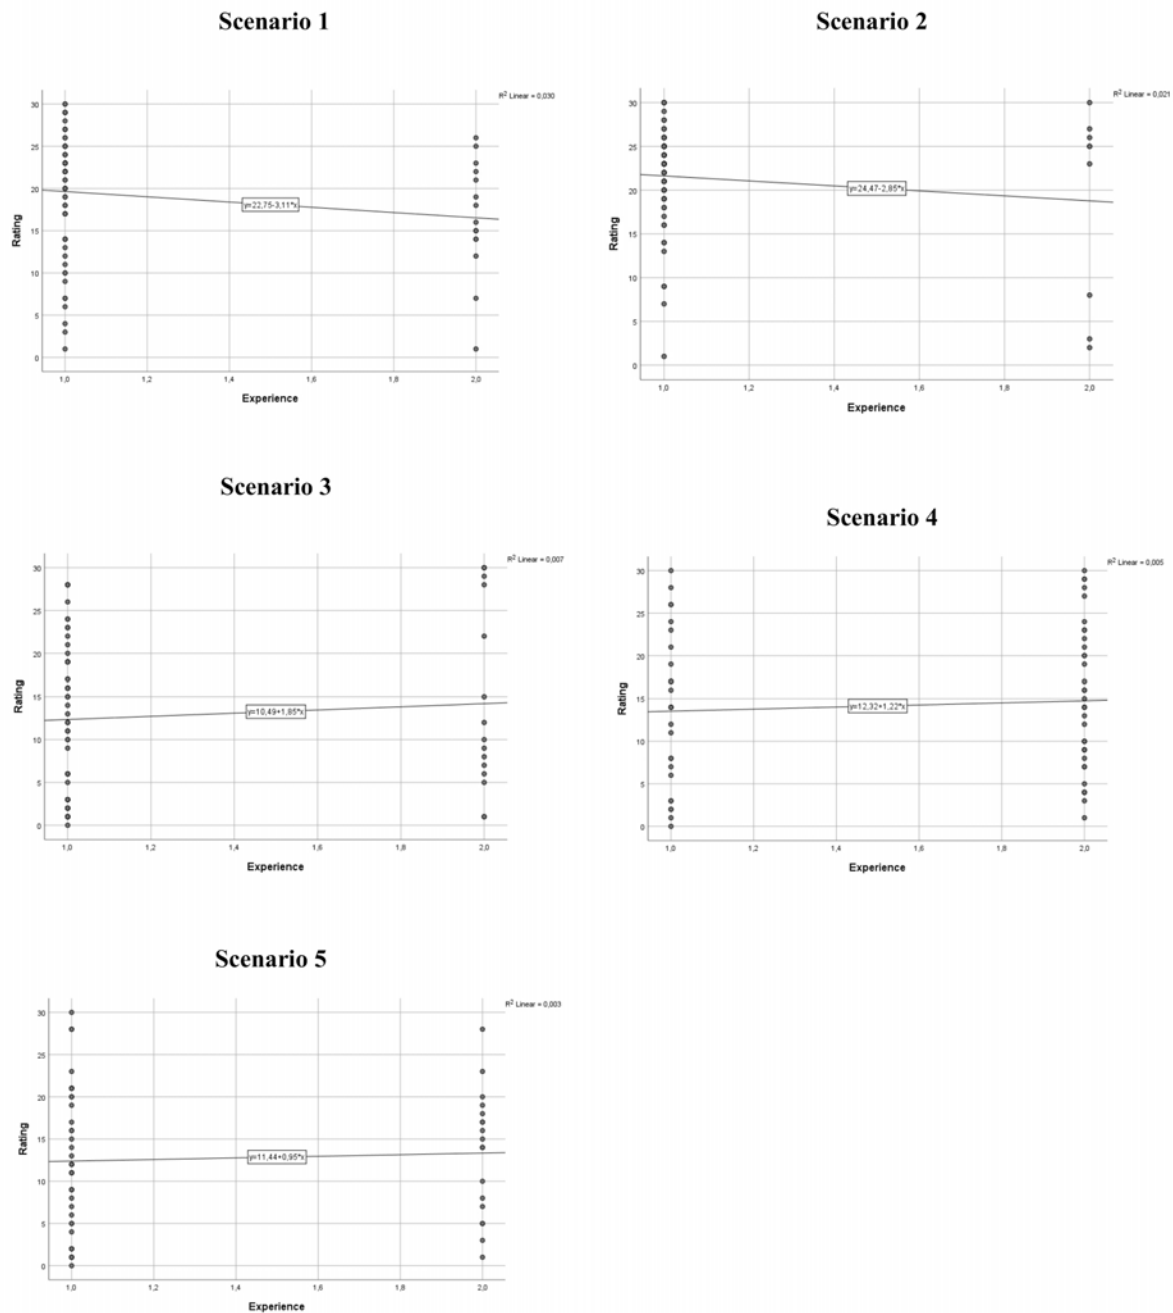 Scenario 1
R2 Linear = 0,030
30
25
20
15
10
5
0
Rating
y=22,75-3,11*x
1,0 1,2 1,4 1,6 1,8 2,0
Experience
Scenario 2
R2 Linear = 0,021
30
25
20
15
10
5
0
Rating
y=24,47-2,85*x
1,0 1,2 1,4 1,6 1,8 2,0
Experience
Scenario 3
R2 Linear = 0,007
30
25
20
15
10
5
0
Rating
y=10,49+1,85*x
1,0 1,2 1,4 1,6 1,8 2,0
Experience
Scenario 4
R2 Linear = 0,005
30
25
20
15
10
5
0
Rating
y=12,32+1,22*x
1,0 1,2 1,4 1,6 1,8 2,0
Experience
Scenario 5
R2 Linear = 0,003
30
25
20
15
10
5
0
Rating
y=11,44+0,95*x
1,0 1,2 1,4 1,6 1,8 2,0
Experience